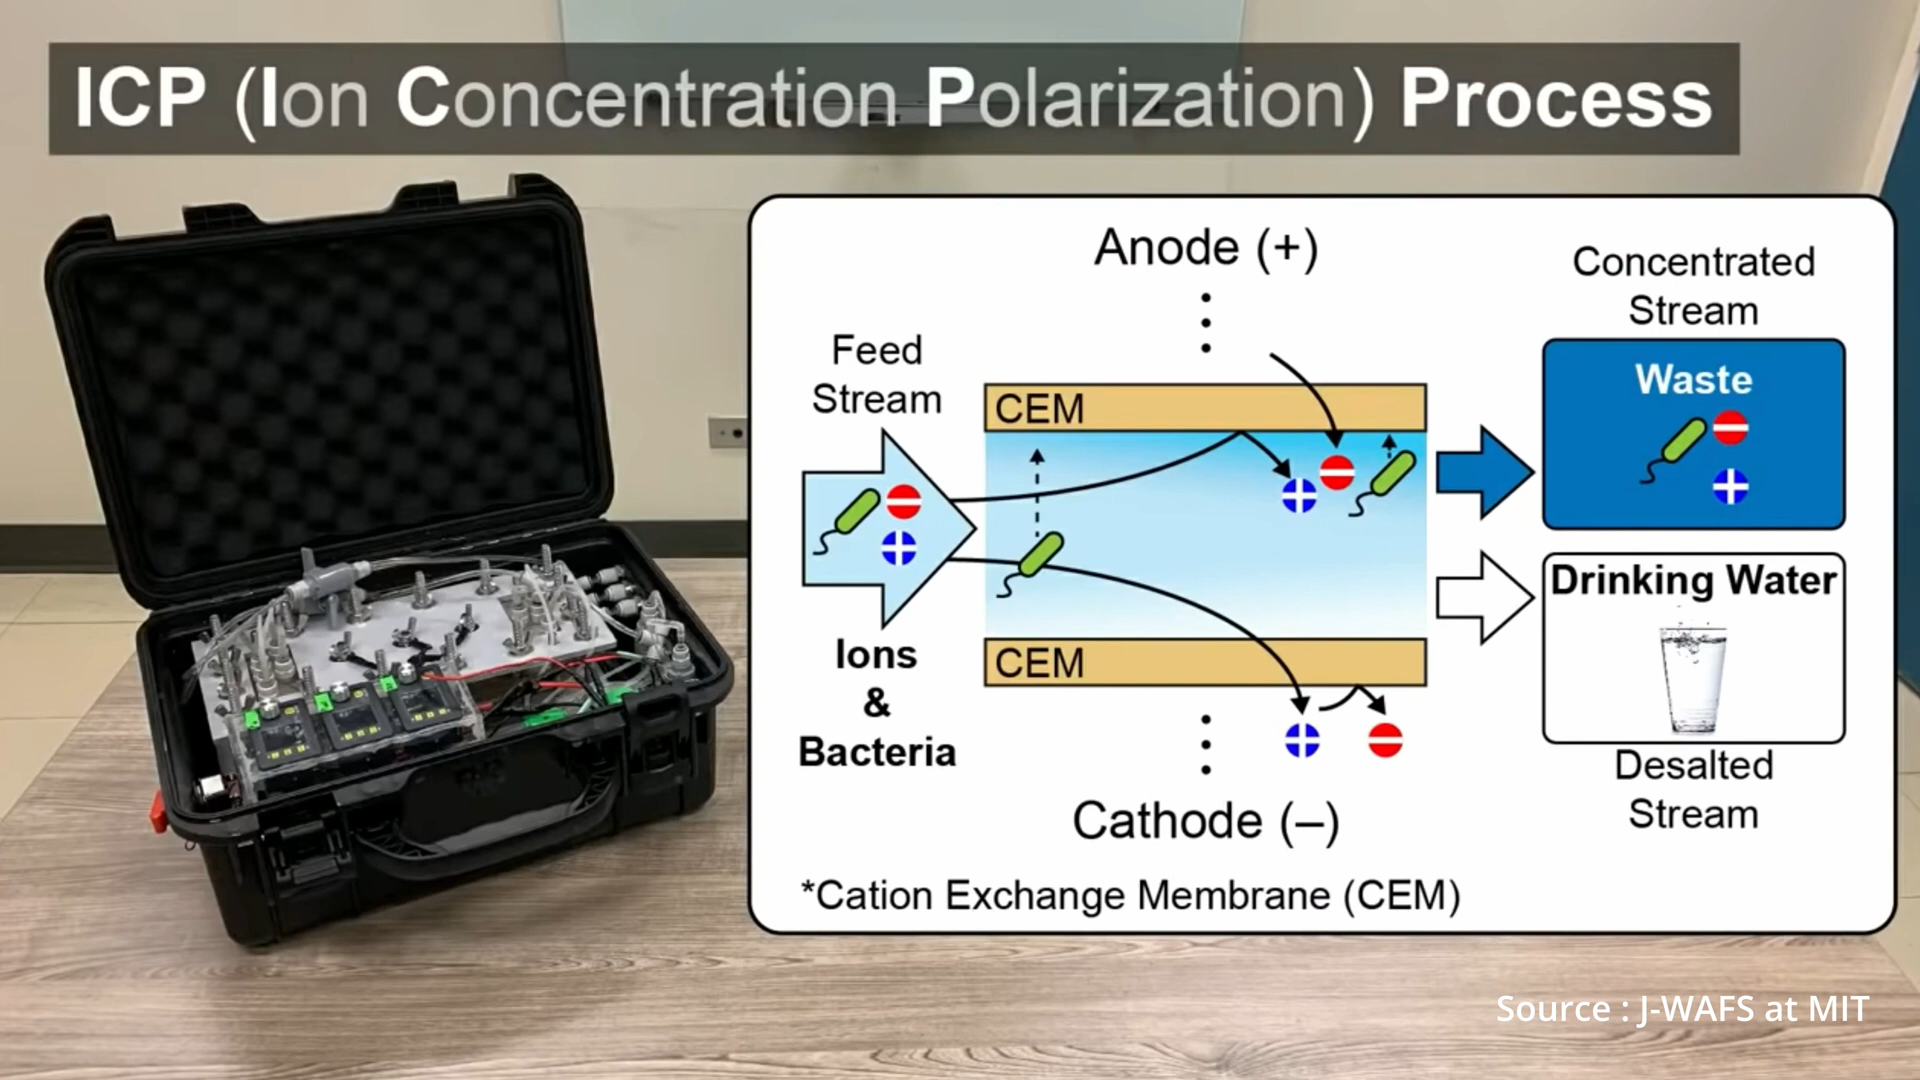 ICP (Ion Concentration Polarization) Process
Anode (+)
Feed
Stream
CEM
CEM
Ions
&
Bacteria
Cathode (–)
*Cation Exchange Membrane (CEM)
Concentrated
Stream
Waste
Drinking Water
Desalted
Stream
Source : J-WAFS at MIT